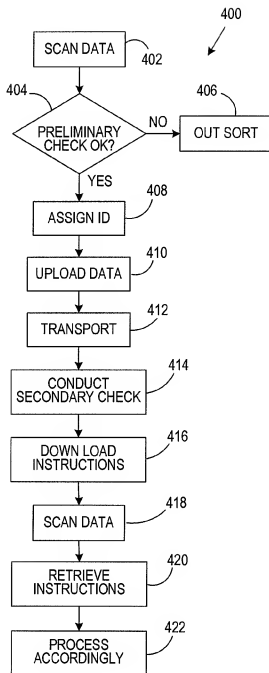 400
SCAN DATA
402
404
PRELIMINARY
CHECK OK?
NO
406
OUT SORT
YES
ASSIGN ID
408
UPLOAD DATA
410
TRANSPORT
412
CONDUCT
SECONDARY CHECK
414
DOWN LOAD
INSTRUCTIONS
416
SCAN DATA
418
RETRIEVE
INSTRUCTIONS
420
PROCESS
ACCORDINGLY
422